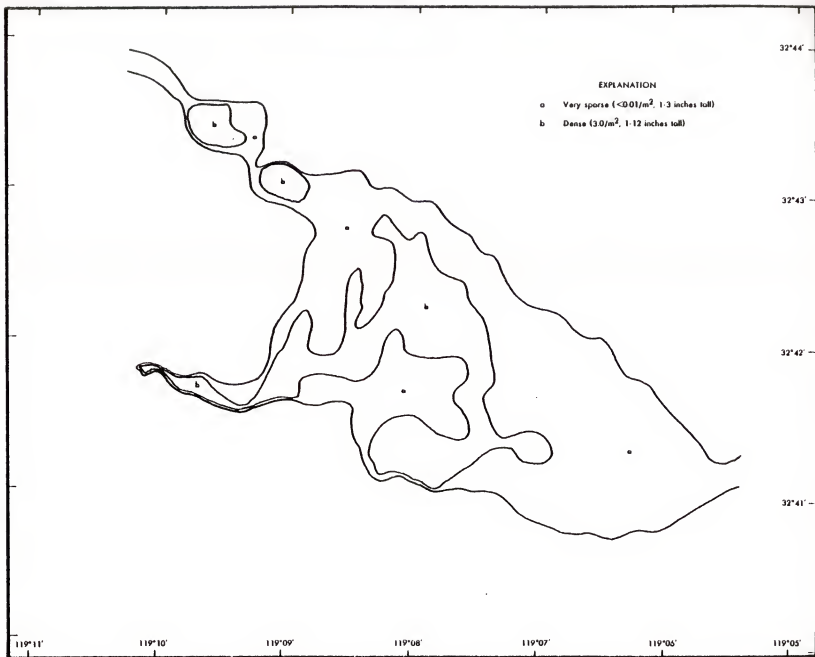 32°44'
EXPLANATION
a Very sparse (<0.01/m², 1-3 inches tall)
b Dense (3.0/m², 1-12 inches tall)
b
a
b
32°43'
a
b
32°42'
b
a
a
32°41'
119°11' 119°10' 119°09' 119°08' 119°07' 119°06' 119°05'